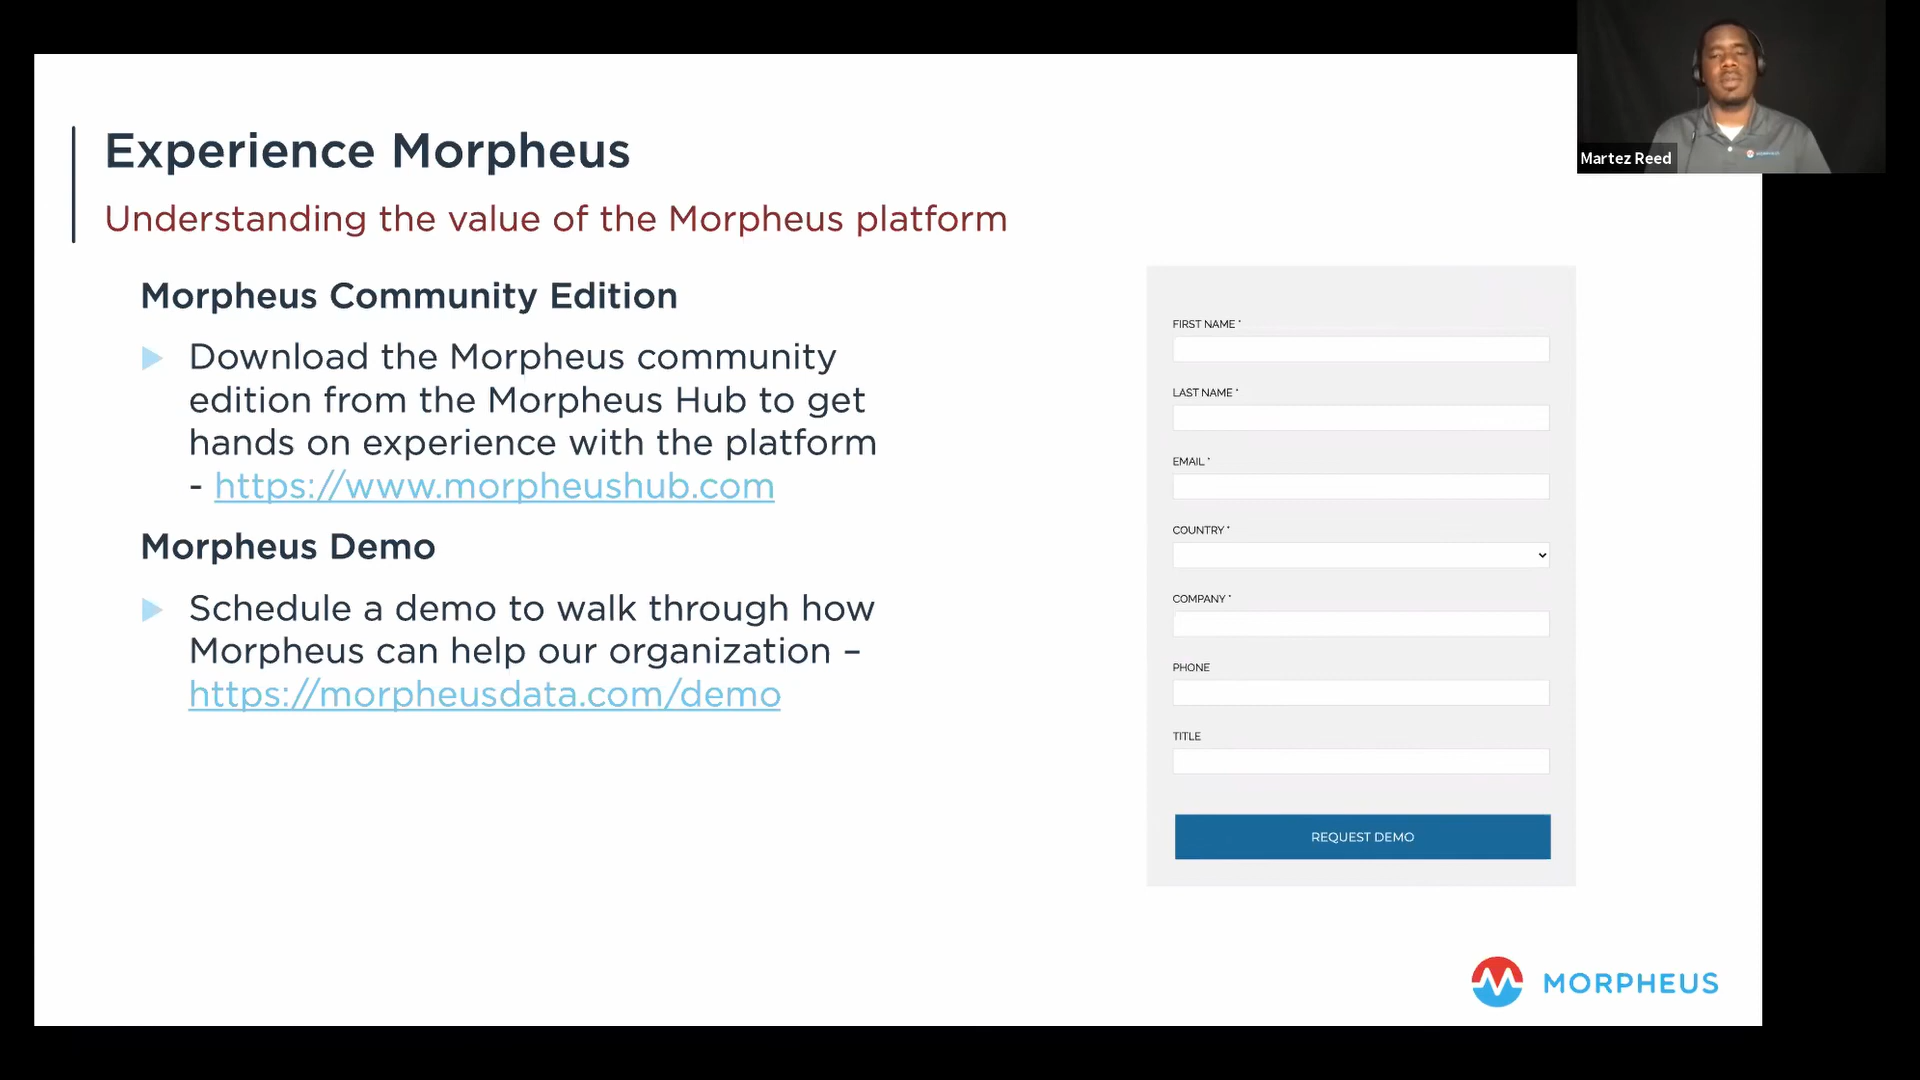 Experience Morpheus
Understanding the value of the Morpheus platform
Morpheus Community Edition
Download the Morpheus community
edition from the Morpheus Hub to get
hands on experience with the platform
- https://www.morpheushub.com
Morpheus Demo
Schedule a demo to walk through how
Morpheus can help our organization –
https://morpheusdata.com/demo
FIRST NAME *
LAST NAME *
EMAIL *
COUNTRY *
COMPANY *
PHONE
TITLE
REQUEST DEMO
MORPHEUS
Martez Reed
MORPHEUS